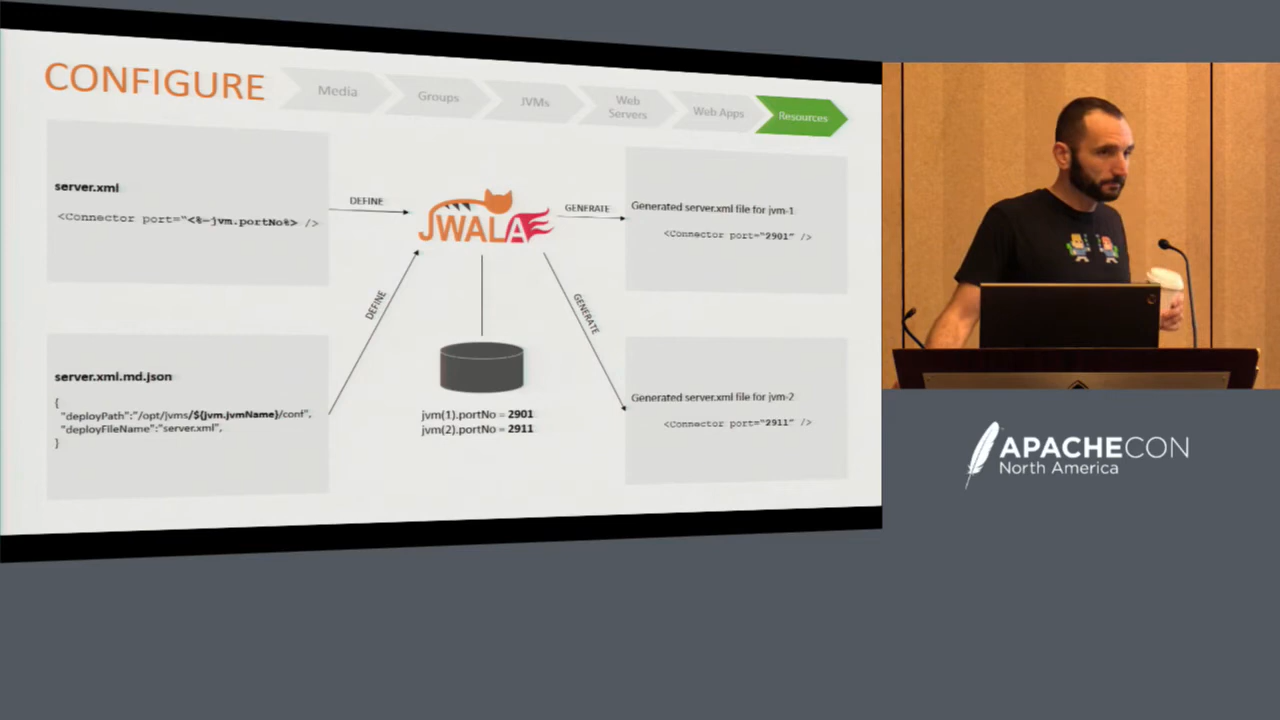 CONFIGURE
Media
Groups
JVMs
Web
Servers
Web Apps
Resources
server.xml
<Connector port="<%=jvm.portNo%> />
DEFINE
JWALA
GENERATE
Generated server.xml file for jvm-1
<Connector port="2901" />
DEFINE
GENERATE
server.xml.md.json
{
"deployPath":"/opt/jvms/${jvm.jvmName}/conf",
"deployFileName":"server.xml",
}
jvm(1).portNo = 2901
jvm(2).portNo = 2911
Generated server.xml file for jvm-2
<Connector port="2911" />
APACHECON
North America